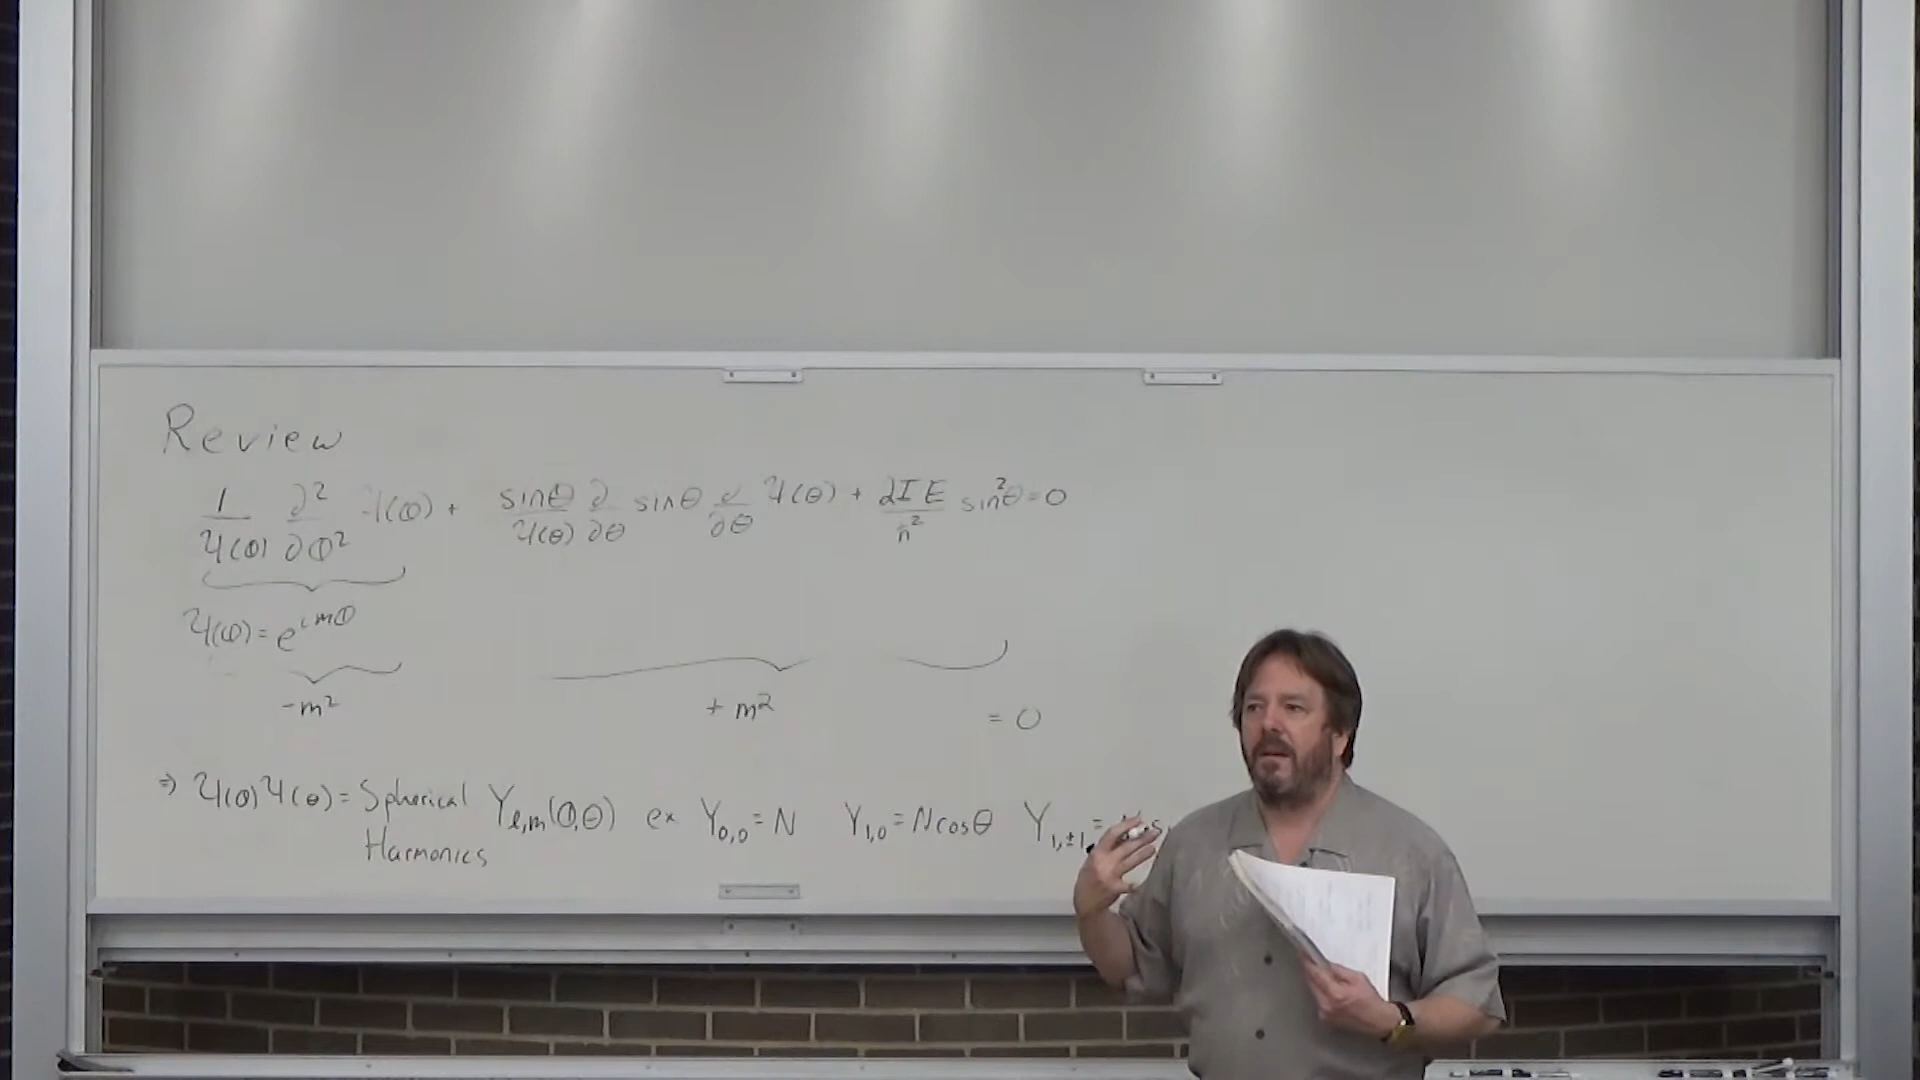 Review
1/Ψ(Φ) ∂²/∂Φ² Ψ(Φ) + sinθ/Ψ(θ) ∂/∂θ sinθ ∂/∂θ Ψ(θ) + 2IE/ħ² sin²θ = 0
Ψ(Φ) = e^{imΦ}
-m² + m² = 0
⇒ Ψ(Φ)Ψ(θ) = Spherical Harmonics Y_{l,m}(Φ,θ) ex Y_{0,0} = N Y_{1,0} = N cosθ Y_{1,±1} =